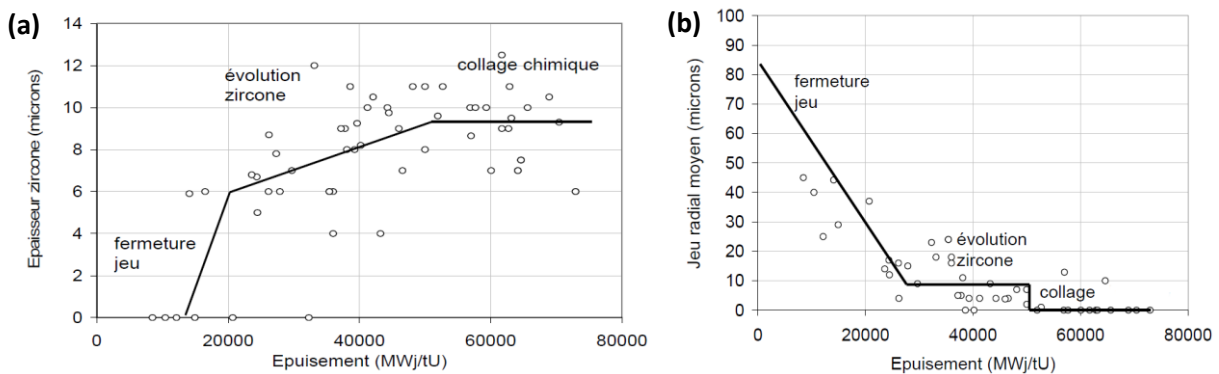 (a)
14
12
10
8
6
4
2
0
Epaisseur zircone (microns)
évolution
zircone
collage chimique
fermeture
jeu
0
20000
40000
60000
80000
Epuisement (MWj/tU)
(b)
100
90
80
70
60
50
40
30
20
10
0
Jeu radial moyen (microns)
fermeture
jeu
évolution
zircone
collage
0
20000
40000
60000
80000
Epuisement (MWj/tU)